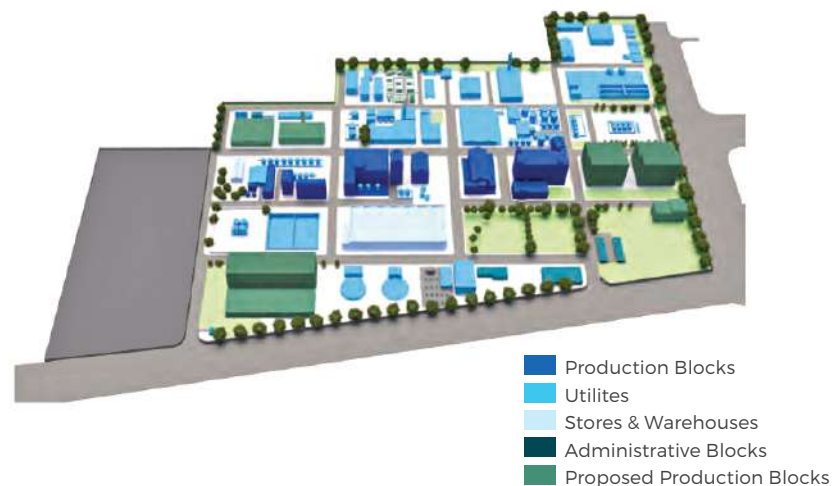 Production Blocks
Utilites
Stores & Warehouses
Administrative Blocks
Proposed Production Blocks